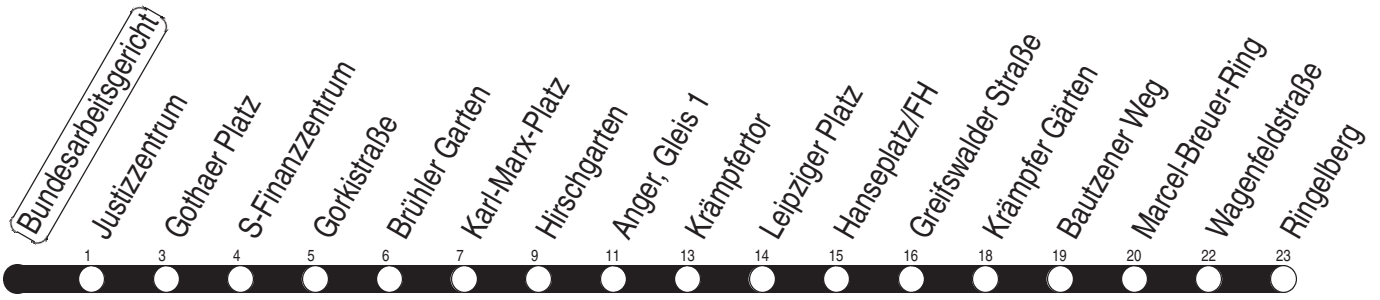 Bundesarbeitsgericht
Justizzentrum
Gothaer Platz
S-Finanzzentrum
Gorkistraße
Brühler Garten
Karl-Marx-Platz
Hirschgarten
Anger, Gleis 1
Krämpfertor
Leipziger Platz
Hanseplatz/FH
Greifswalder Straße
Krämpfer Gärten
Bautzener Weg
Marcel-Breuer-Ring
Wagenfeldstraße
Ringelberg
1 3 4 5 6 7 9 11 13 14 15 16 18 19 20 22 23